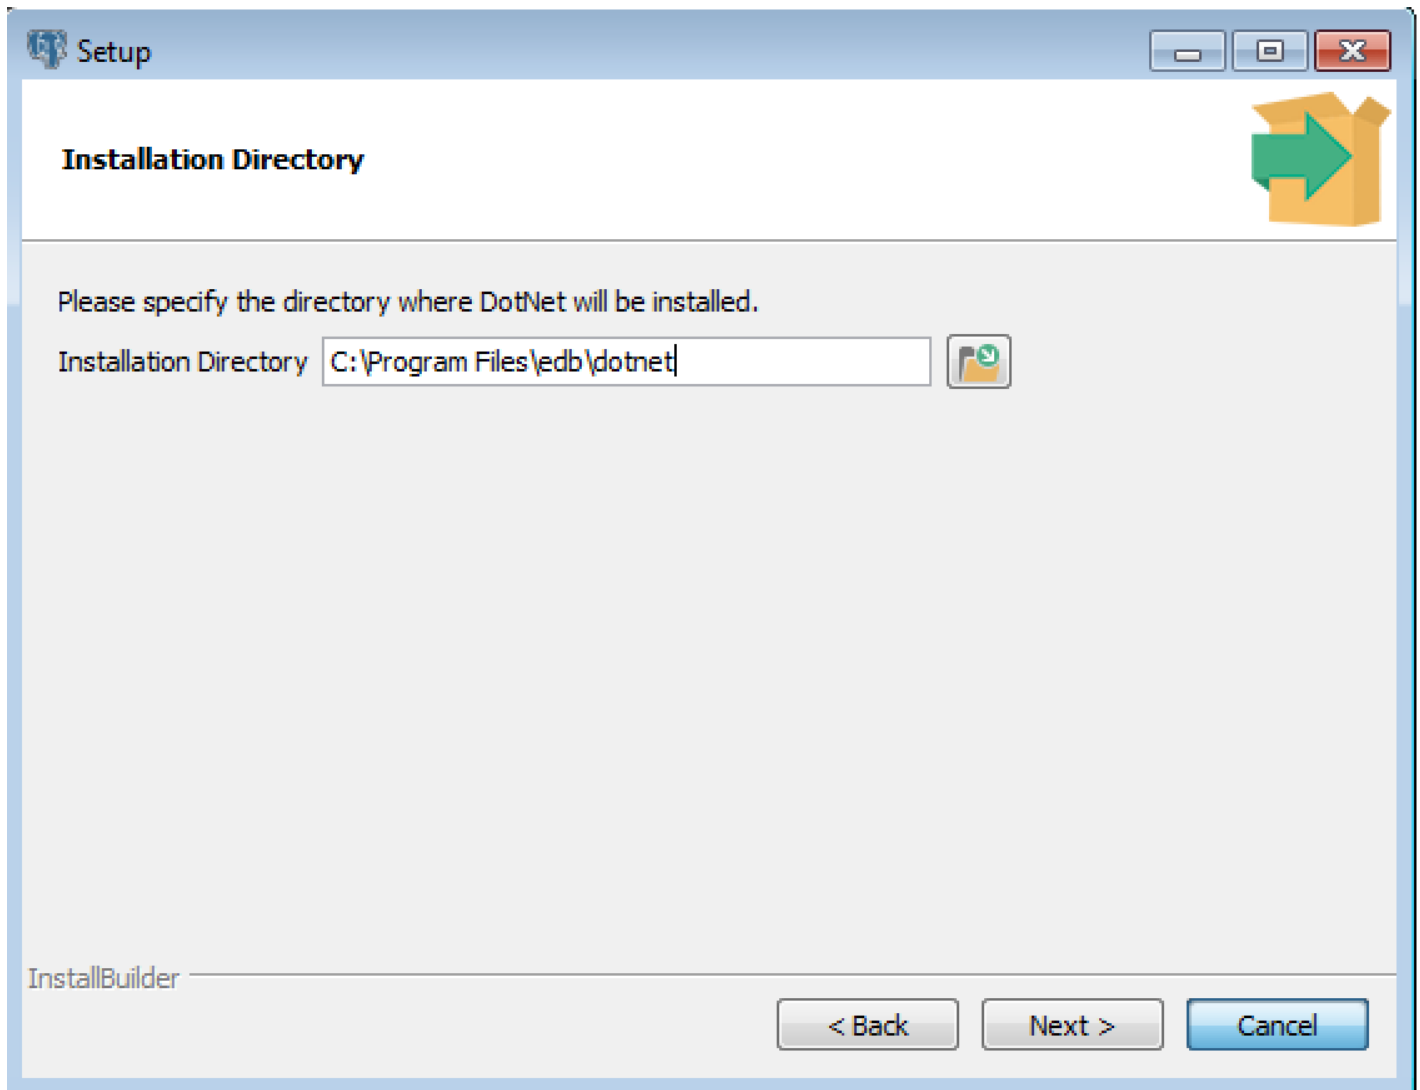 Setup
Installation Directory
Please specify the directory where DotNet will be installed.
Installation Directory C:\Program Files\edb\dotnet
InstallBuilder
< Back Next > Cancel